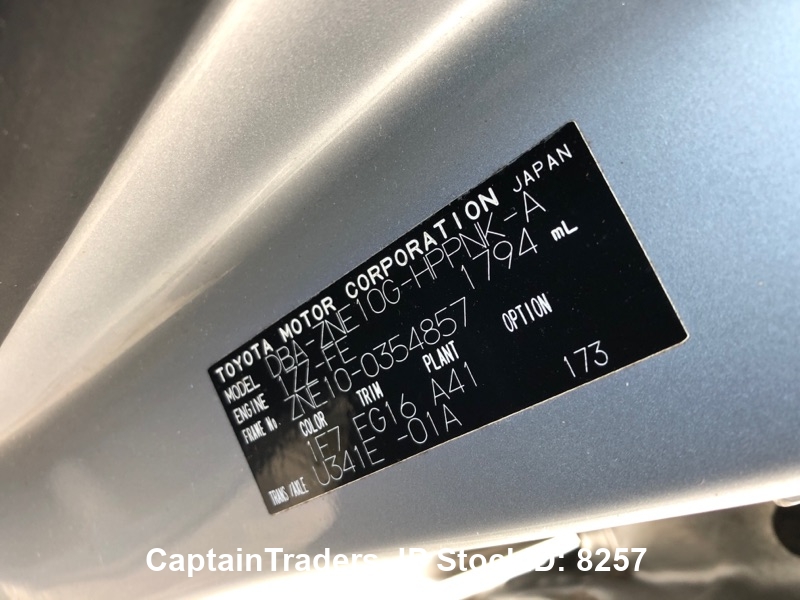 TOYOTA MOTOR CORPORATION JAPAN
MODEL DBA-ZNE10G-HPPNK-A
ENGINE 1ZZ-FE 1794 mL
FRAME No. ZNE10-0354857
COLOR TRIM PLANT OPTION
1F7 FG16 A41 173
TRANS/AXLE U341E -01A
CaptainTraders JP Stock ID: 8257